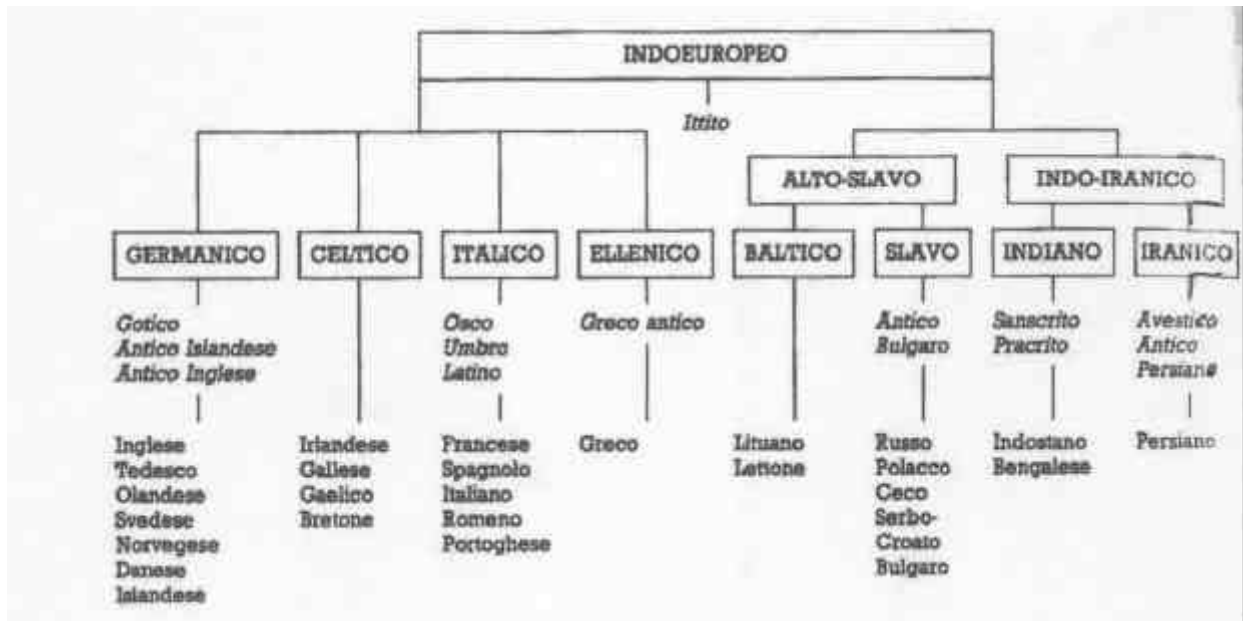 INDOEUROPEO
Ittito
ALTO-SLAVO
INDO-IRANICO
GERMANICO
CELTICO
ITALICO
ELLENICO
BALTICO
SLAVO
INDIANO
IRANICO
Gotico
Antico Islandese
Antico Inglese
Osco
Umbro
Latino
Greco antico
Antico
Bulgaro
Sanscrito
Pracrito
Avestico
Antico
Persiano
Inglese
Tedesco
Olandese
Svedese
Norvegese
Danese
Islandese
Irlandese
Gallese
Gaelico
Bretone
Francese
Spagnolo
Italiano
Romeno
Portoghese
Greco
Lituano
Lettone
Russo
Polacco
Ceco
Serbo-
Croato
Bulgaro
Indostano
Bengalese
Persiano